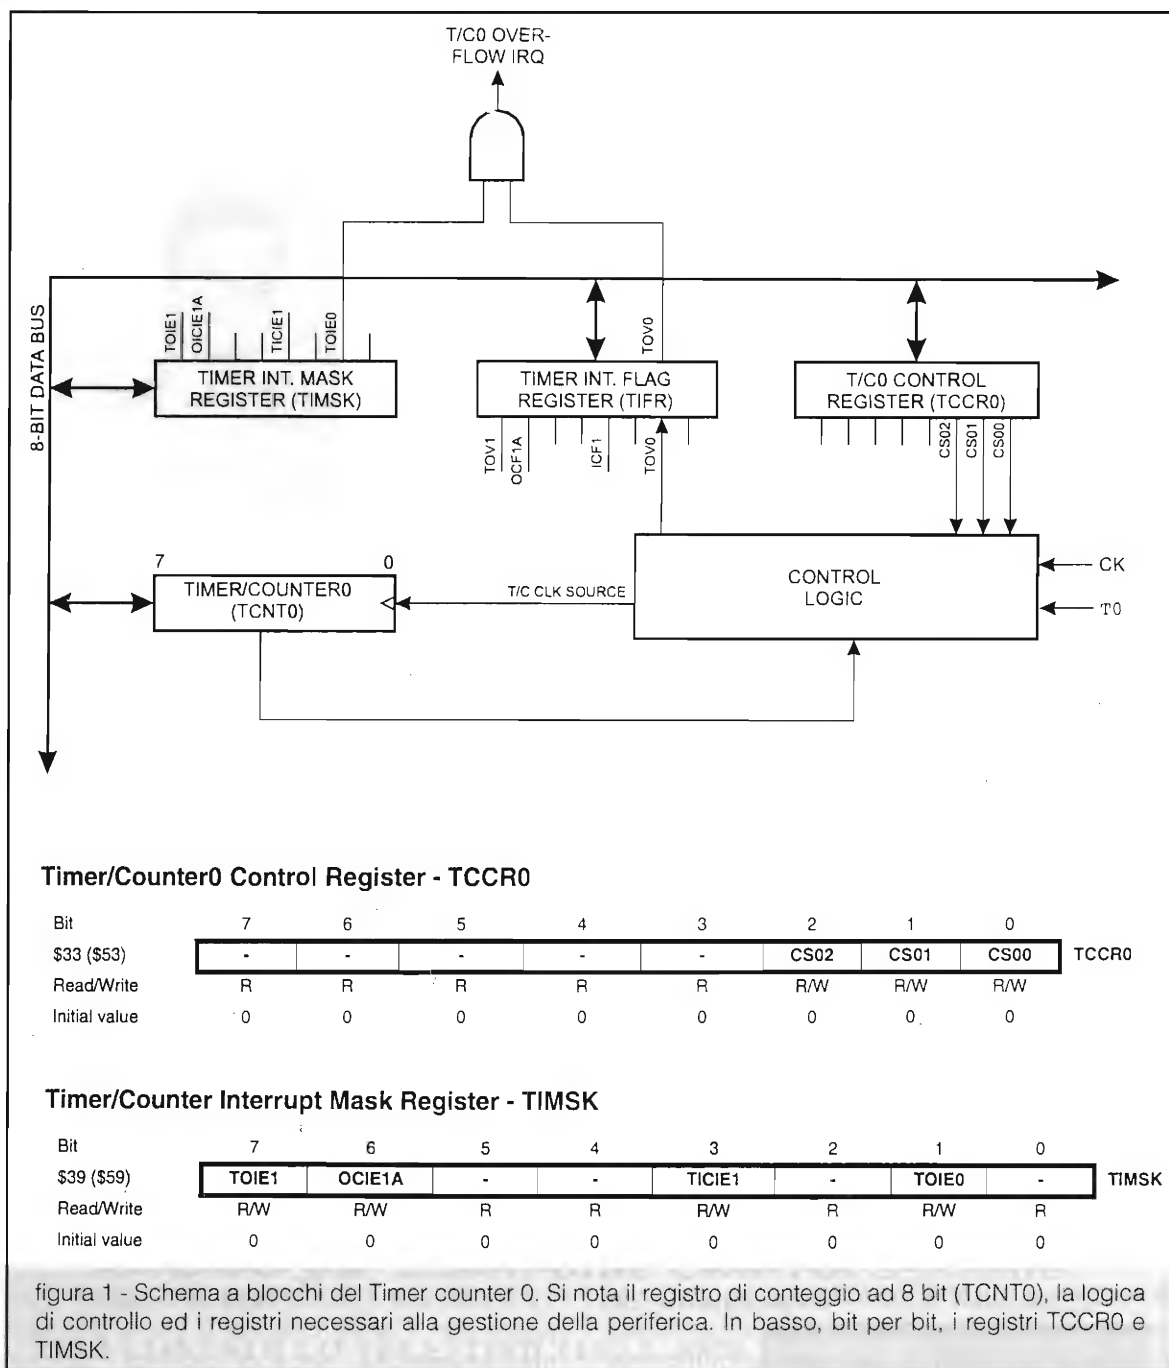 T/C0 OVER-
FLOW IRQ
8-BIT DATA BUS
TOIE1
OICIE1A
TICIE1
TOIE0
TOV0
TIMER INT. MASK
REGISTER (TIMSK)
TIMER INT. FLAG
REGISTER (TIFR)
T/C0 CONTROL
REGISTER (TCCR0)
TOV1
OCF1A
ICF1
TOV0
CS02
CS01
CS00
7 0
TIMER/COUNTER0
(TCNT0)
T/C CLK SOURCE
CONTROL
LOGIC
CK
T0
Timer/Counter0 Control Register - TCCR0
Bit 7 6 5 4 3 2 1 0
$33 ($53) - - - - - CS02 CS01 CS00 TCCR0
Read/Write R R R R R R/W R/W R/W
Initial value 0 0 0 0 0 0 0 0
Timer/Counter Interrupt Mask Register - TIMSK
Bit 7 6 5 4 3 2 1 0
$39 ($59) TOIE1 OCIE1A - - TICIE1 - TOIE0 - TIMSK
Read/Write R/W R/W R R R/W R R/W R
Initial value 0 0 0 0 0 0 0 0
figura 1 - Schema a blocchi del Timer counter 0. Si nota il registro di conteggio ad 8 bit (TCNT0), la logica
di controllo ed i registri necessari alla gestione della periferica. In basso, bit per bit, i registri TCCR0 e
TIMSK.